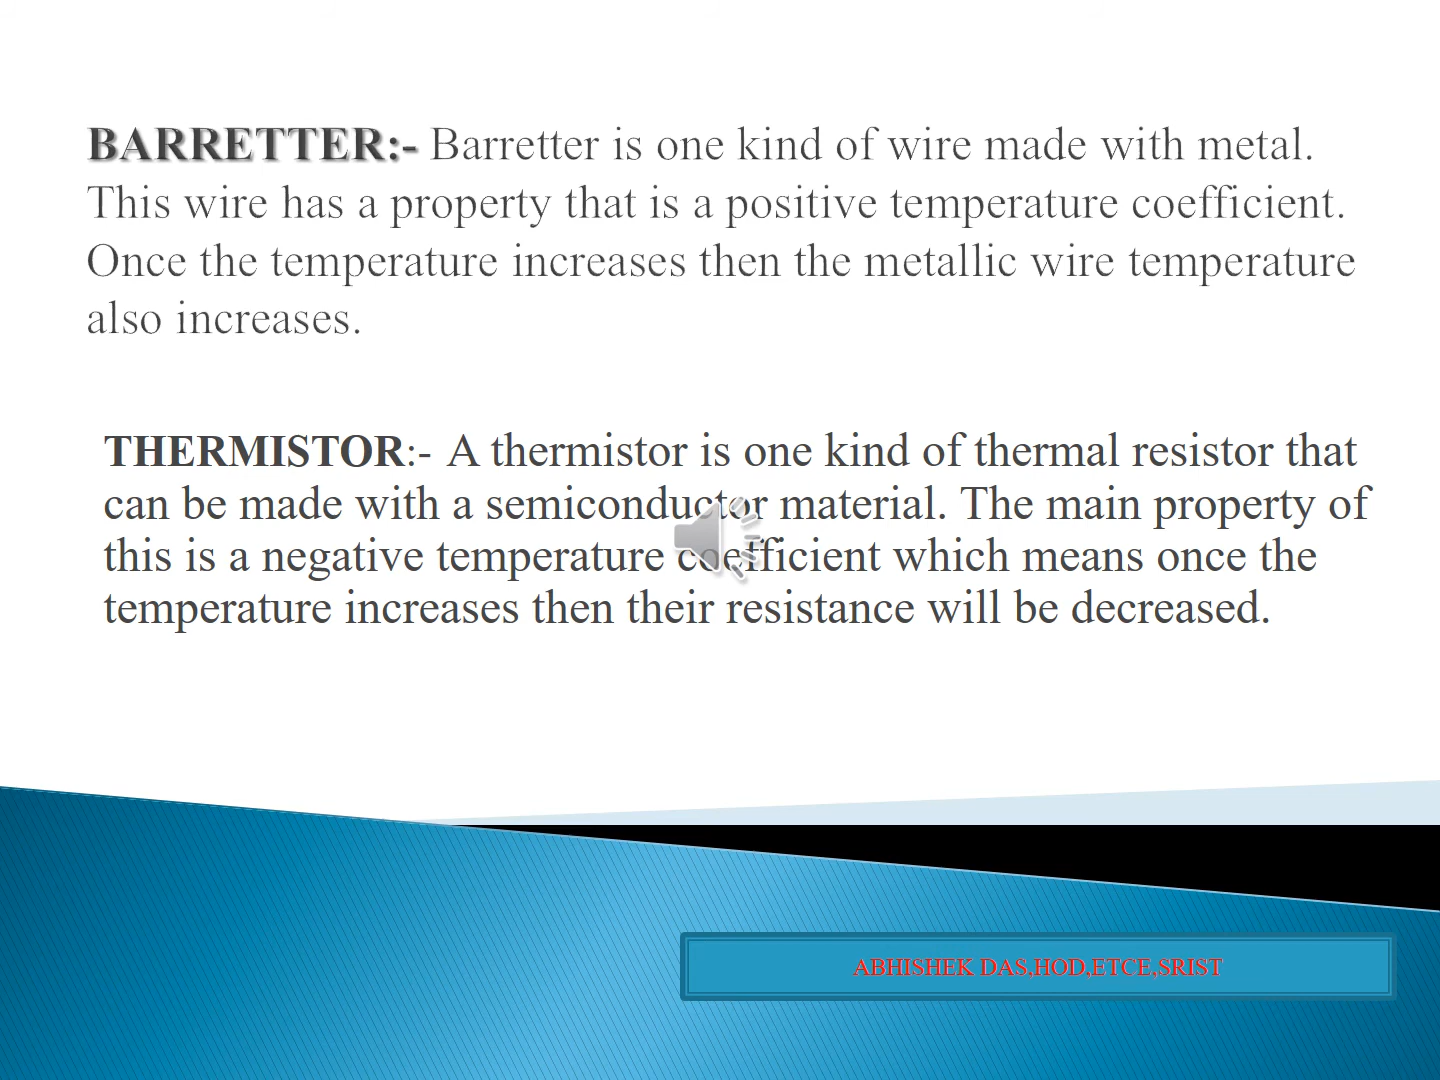 BARRETTER:- Barretter is one kind of wire made with metal.
This wire has a property that is a positive temperature coefficient.
Once the temperature increases then the metallic wire temperature
also increases.
THERMISTOR:- A thermistor is one kind of thermal resistor that
can be made with a semiconductor material. The main property of
this is a negative temperature coefficient which means once the
temperature increases then their resistance will be decreased.
ABHISHEK DAS,HOD,ETCE,SRIST